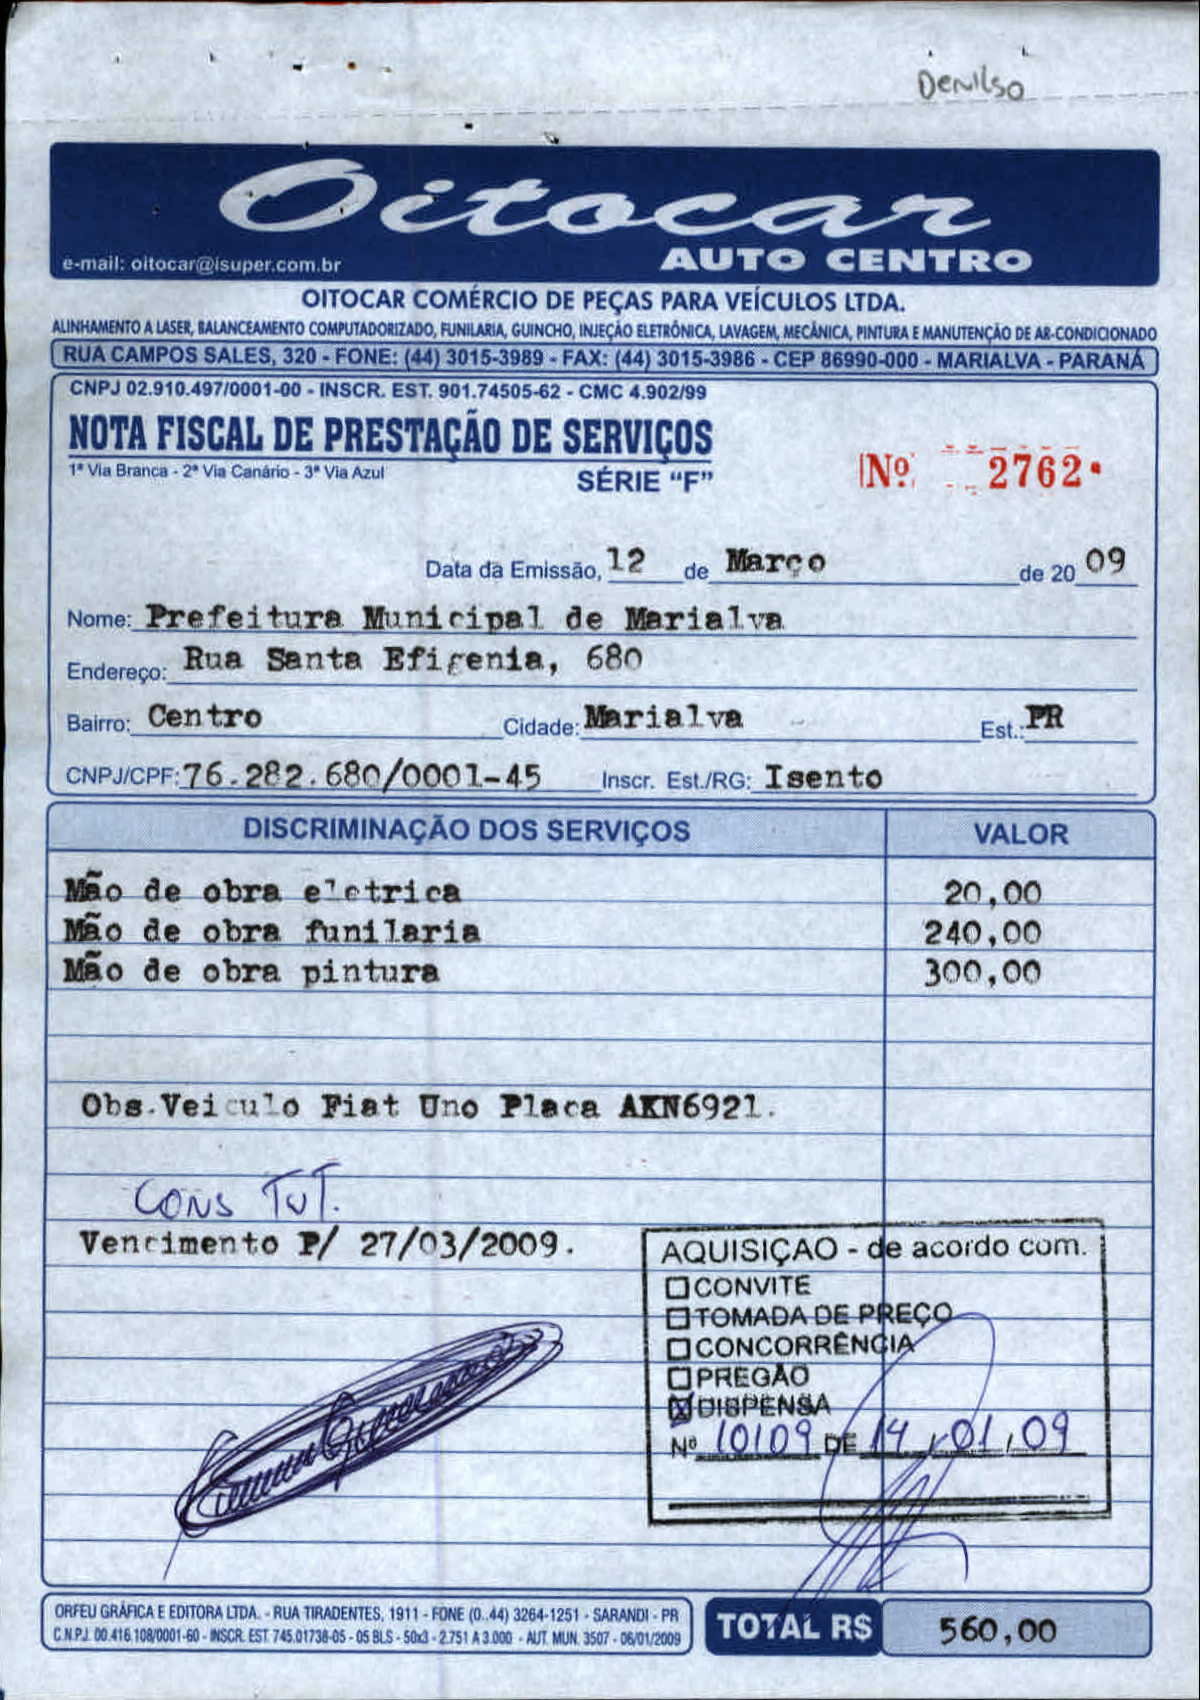 Denilso
Oitocar
AUTO CENTRO
e-mail: oitocar@isuper.com.br
OITOCAR COMÉRCIO DE PEÇAS PARA VEÍCULOS LTDA.
ALINHAMENTO A LASER, BALANCEAMENTO COMPUTADORIZADO, FUNILARIA, GUINCHO, INJEÇÃO ELETRÔNICA, LAVAGEM, MECÂNICA, PINTURA E MANUTENÇÃO DE AR-CONDICIONADO
RUA CAMPOS SALES, 320 - FONE: (44) 3015-3989 - FAX: (44) 3015-3986 - CEP 86990-000 - MARIALVA - PARANÁ
CNPJ 02.910.497/0001-00 - INSCR. EST. 901.74505-62 - CMC 4.902/99
NOTA FISCAL DE PRESTAÇÃO DE SERVIÇOS
1ª Via Branca - 2ª Via Canário - 3ª Via Azul
SÉRIE “F”
Nº 2762
Data da Emissão, 12 de Março de 20 09
Nome: Prefeitura Municipal de Marialva
Endereço: Rua Santa Efigenia, 680
Bairro: Centro Cidade: Marialva Est.: PR
CNPJ/CPF: 76.282.680/0001-45 Inscr. Est./RG: Isento
DISCRIMINAÇÃO DOS SERVIÇOS VALOR
Mão de obra eletrica 20,00
Mão de obra funilaria 240,00
Mão de obra pintura 300,00
Obs.Veiculo Fiat Uno Placa AKN6921.
CONS TUT.
Vencimento P/ 27/03/2009.
AQUISIÇAO - de acordo com.
CONVITE
TOMADA DE PREÇO
CONCORRÊNCIA
PREGÃO
DISPENSA
Nº 10109 DE 14/01/09
ORFEU GRÁFICA E EDITORA LTDA. - RUA TIRADENTES, 1911 - FONE (0..44) 3264-1251 - SARANDI - PR
C.N.P.J. 00.416.108/0001-60 - INSCR. EST. 745.01738-05 - 05 BLS - 50x3 - 2.751 A 3.000 - AUT. MUN. 3507 - 06/01/2009
TOTAL R$ 560,00